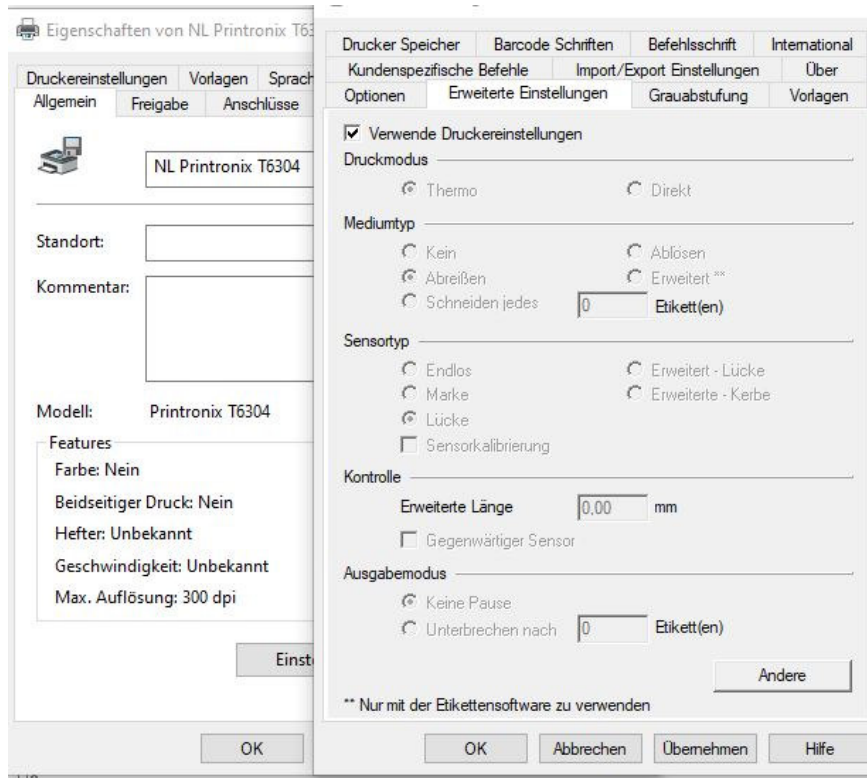 Eigenschaften von NL Printronix T63
Druckereinstellungen Vorlagen Sprach
Allgemein Freigabe Anschlüsse
NL Printronix T6304
Standort:
Kommentar:
Modell: Printronix T6304
Features
Farbe: Nein
Beidseitiger Druck: Nein
Hefter: Unbekannt
Geschwindigkeit: Unbekannt
Max. Auflösung: 300 dpi
Einst
OK
Drucker Speicher Barcode Schriften Befehlsschrift International
Kundenspezifische Befehle Import/Export Einstellungen Über
Optionen Erweiterte Einstellungen Grauabstufung Vorlagen
Verwende Druckereinstellungen
Druckmodus
Thermo Direkt
Mediumtyp
Kein Ablösen
Abreißen Erweitert **
Schneiden jedes 0 Etikett(en)
Sensortyp
Endlos Erweitert - Lücke
Marke Erweiterte - Kerbe
Lücke
Sensorkalibrierung
Kontrolle
Erweiterte Länge 0,00 mm
Gegenwärtiger Sensor
Ausgabemodus
Keine Pause
Unterbrechen nach 0 Etikett(en)
Andere
** Nur mit der Etikettensoftware zu verwenden
OK Abbrechen Übernehmen Hilfe